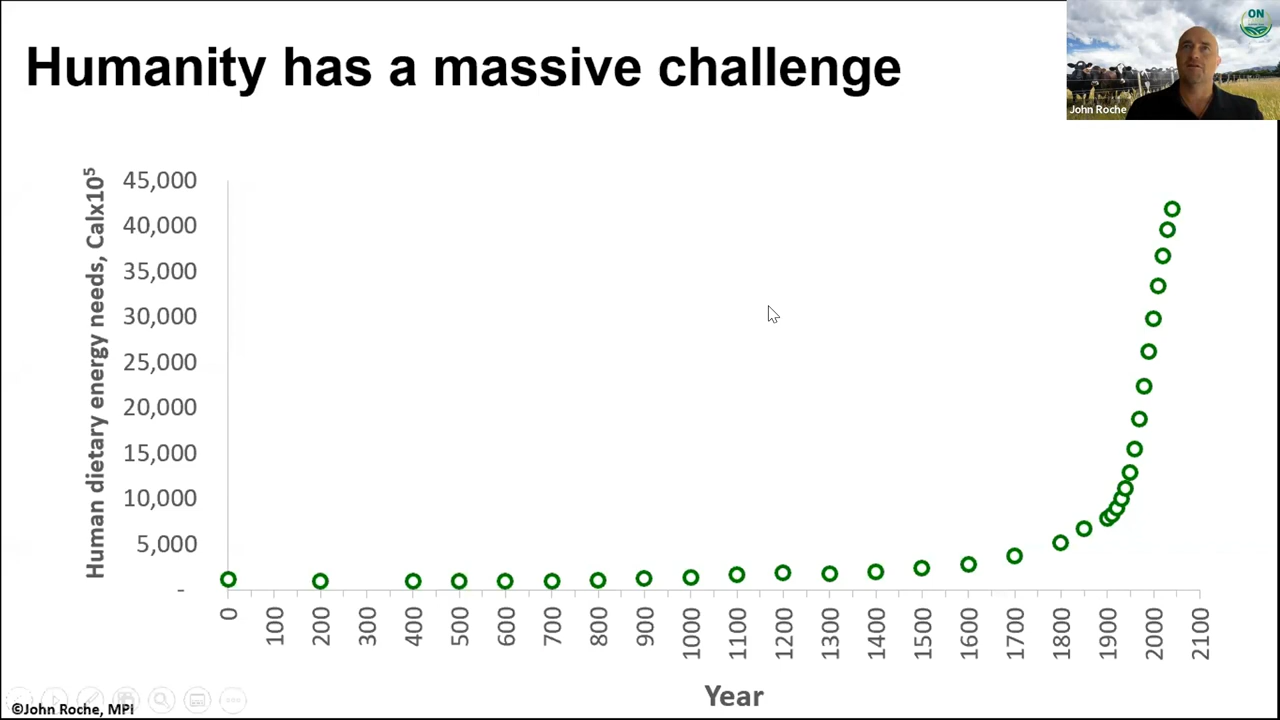 Humanity has a massive challenge
ON
John Roche
Human dietary energy needs, Calx10⁵
45,000
40,000
35,000
30,000
25,000
20,000
15,000
10,000
5,000
-
0 100 200 300 400 500 600 700 800 900 1000 1100 1200 1300 1400 1500 1600 1700 1800 1900 2000 2100
Year
©John Roche, MPI